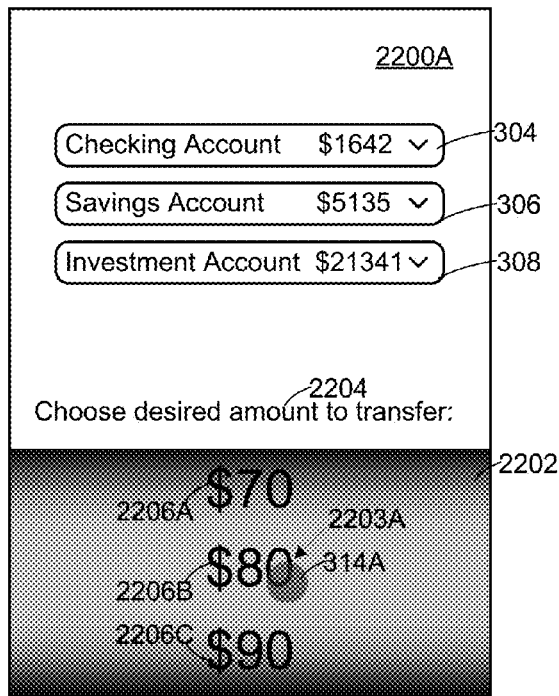 2200A
Checking Account $1642 304
Savings Account $5135 306
Investment Account $21341 308
2204
Choose desired amount to transfer:
2202
$70
2206A
2203A
$80 314A
2206B
2206C
$90